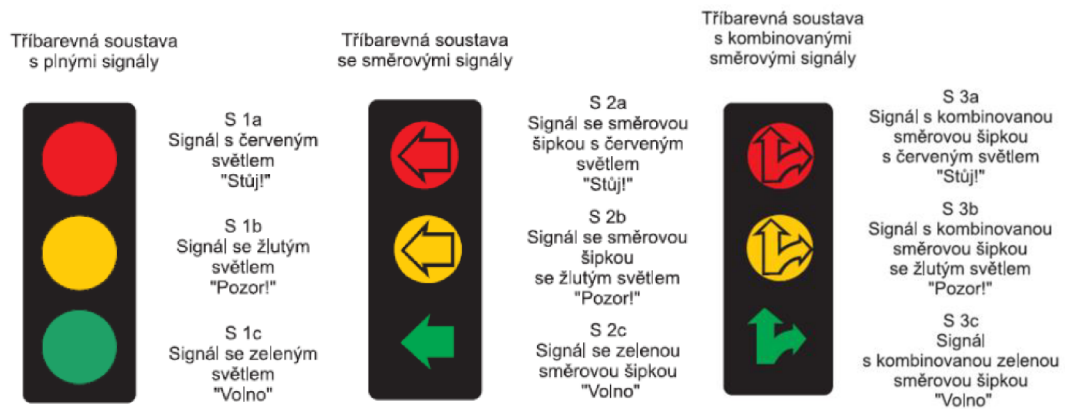 Tříbarevná soustava
s plnými signály
S 1a
Signál s červeným
světlem
"Stůj!"
S 1b
Signál se žlutým
světlem
"Pozor!"
S 1c
Signál se zeleným
světlem
"Volno"
Tříbarevná soustava
se směrovými signály
S 2a
Signál se směrovou
šipkou s červeným
světlem
"Stůj!"
S 2b
Signál se směrovou
šipkou
se žlutým světlem
"Pozor!"
S 2c
Signál se zelenou
směrovou šipkou
"Volno"
Tříbarevná soustava
s kombinovanými
směrovými signály
S 3a
Signál s kombinovanou
směrovou šipkou
s červeným světlem
"Stůj!"
S 3b
Signál s kombinovanou
směrovou šipkou
se žlutým světlem
"Pozor!"
S 3c
Signál
s kombinovanou zelenou
směrovou šipkou
"Volno"